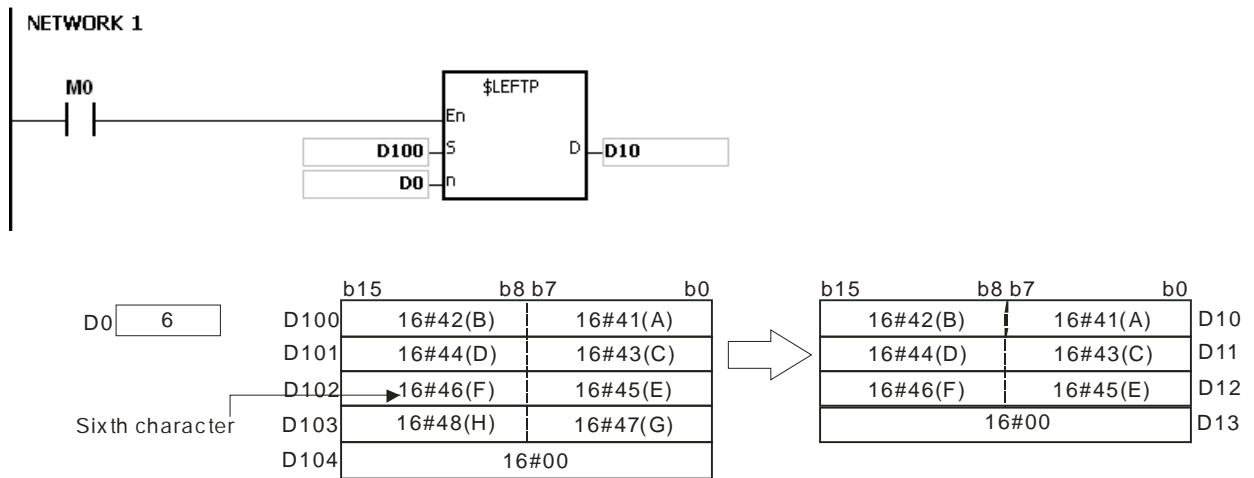 NETWORK 1
M0
$LEFTP
En
D100 S D D10
D0 n
b15 b8 b7 b0 b15 b8 b7 b0
D0 6 D100 16#42(B) 16#41(A) 16#42(B) 16#41(A) D10
D101 16#44(D) 16#43(C) 16#44(D) 16#43(C) D11
D102 16#46(F) 16#45(E) 16#46(F) 16#45(E) D12
Sixth character D103 16#48(H) 16#47(G) 16#00 D13
D104 16#00